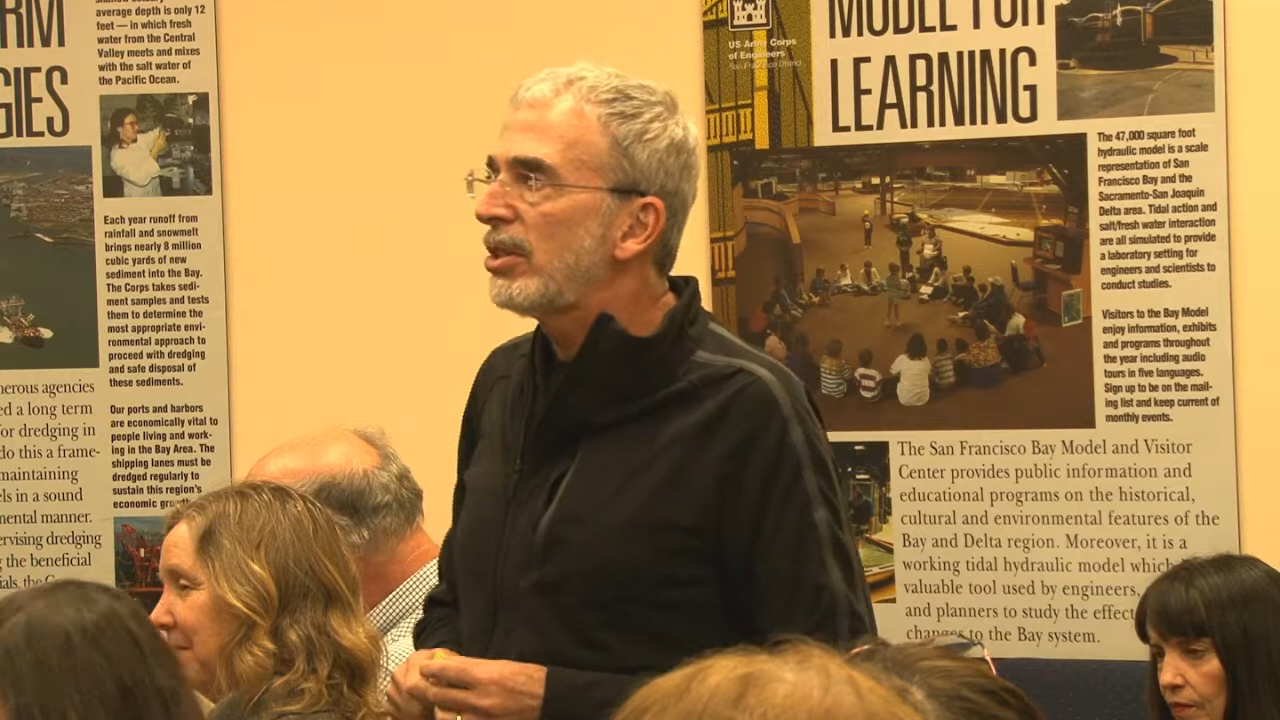 RM
GIES
average depth is only 12
feet — in which fresh
water from the Central
Valley meets and mixes
with the salt water of
the Pacific Ocean.
Each year runoff from
rainfall and snowmelt
brings nearly 8 million
cubic yards of new
sediment into the Bay.
The Corps takes sedi-
ment samples and tests
them to determine the
most appropriate envi-
ronmental approach to
proceed with dredging
and safe disposal of
these sediments.
Our ports and harbors
are economically vital to
people living and work-
ing in the Bay Area. The
shipping lanes must be
dredged regularly to
sustain this region's
economic growth
nerous agencies
ed a long term
for dredging in
do this a frame-
maintaining
els in a sound
mental manner.
ervising dredging
the beneficial
ials, the C
US Army Corps
of Engineers
San Francisco District
MODEL FOR
LEARNING
The 47,000 square foot
hydraulic model is a scale
representation of San
Francisco Bay and the
Sacramento-San Joaquin
Delta area. Tidal action and
salt/fresh water interaction
are all simulated to provide
a laboratory setting for
engineers and scientists to
conduct studies.
Visitors to the Bay Model
enjoy information, exhibits
and programs throughout
the year including audio
tours in five languages.
Sign up to be on the mail-
ing list and keep current of
monthly events.
The San Francisco Bay Model and Visitor
Center provides public information and
educational programs on the historical,
cultural and environmental features of the
Bay and Delta region. Moreover, it is a
working tidal hydraulic model which
valuable tool used by engineers,
and planners to study the effect
changes to the Bay system.